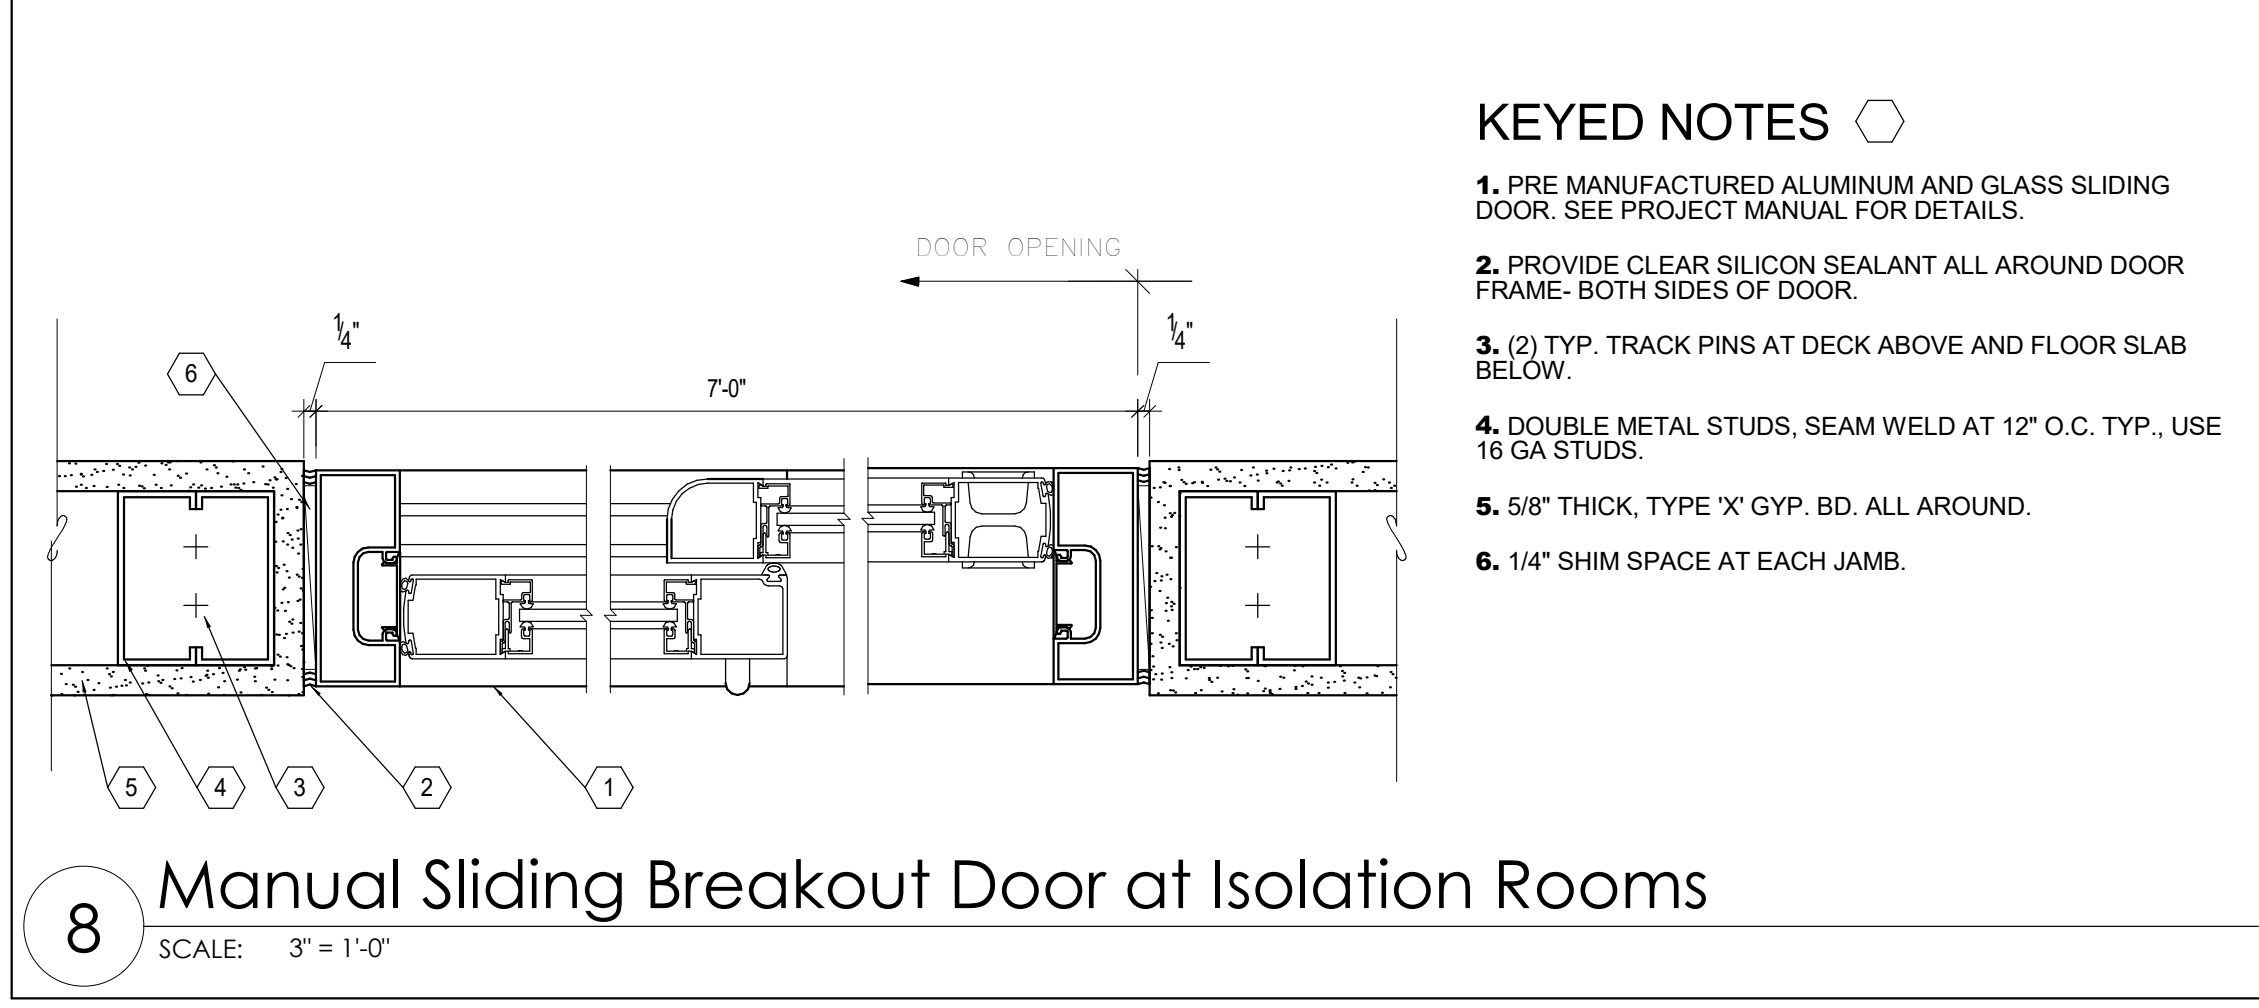 KEYED NOTES
1. PRE MANUFACTURED ALUMINUM AND GLASS SLIDING
DOOR. SEE PROJECT MANUAL FOR DETAILS.
2. PROVIDE CLEAR SILICON SEALANT ALL AROUND DOOR
FRAME- BOTH SIDES OF DOOR.
3. (2) TYP. TRACK PINS AT DECK ABOVE AND FLOOR SLAB
BELOW.
4. DOUBLE METAL STUDS, SEAM WELD AT 12" O.C. TYP., USE
16 GA STUDS.
5. 5/8" THICK, TYPE 'X' GYP. BD. ALL AROUND.
6. 1/4" SHIM SPACE AT EACH JAMB.
DOOR OPENING
1/4"
1/4"
6
7'-0"
5
4
3
2
1
8
Manual Sliding Breakout Door at Isolation Rooms
SCALE: 3" = 1'-0"